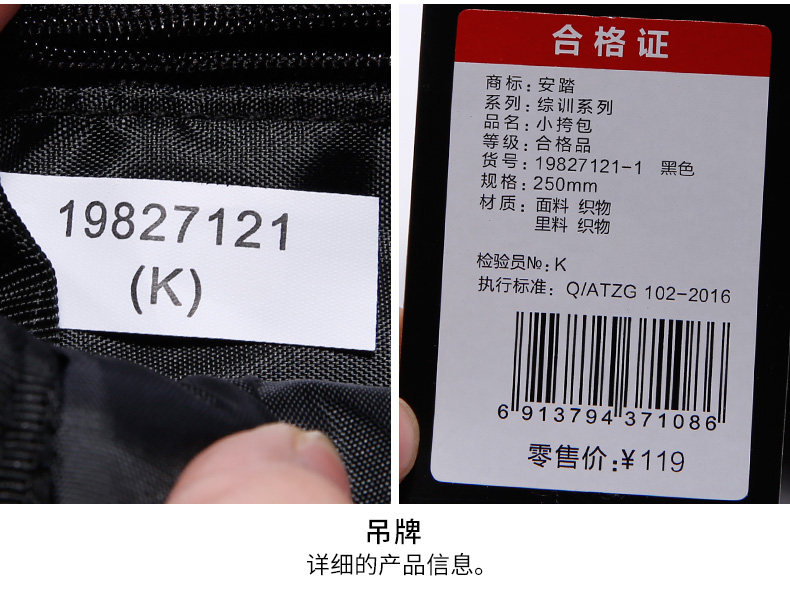 19827121
(K)
合格证
商标:安踏
系列:综训系列
品名:小挎包
等级:合格品
货号:19827121-1 黑色
规格:250mm
材质:面料 织物
里料 织物
检验员№:K
执行标准: Q/ATZG 102-2016
6 913794 371086
零售价:¥119
吊牌
详细的产品信息。